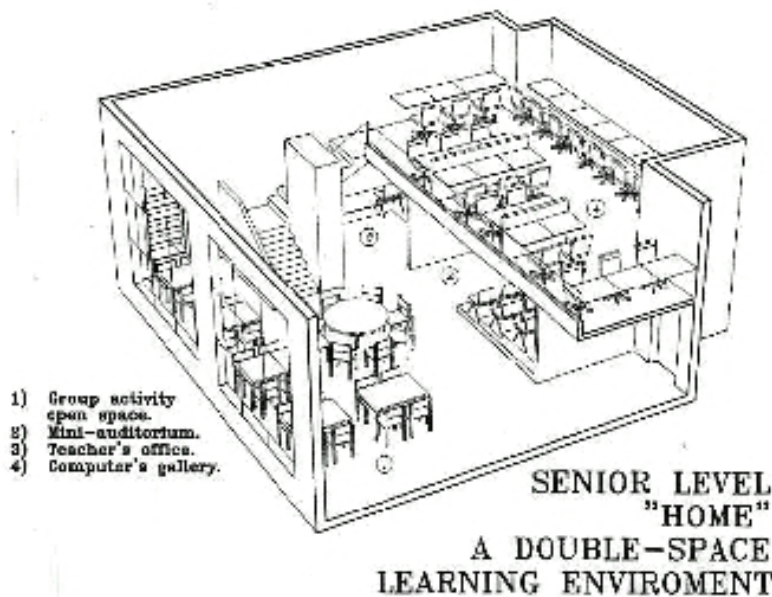 1) Group activity
open space.
2) Mini-auditorium.
3) Teacher's office.
4) Computer's gallery.
SENIOR LEVEL
"HOME"
A DOUBLE-SPACE
LEARNING ENVIROMENT